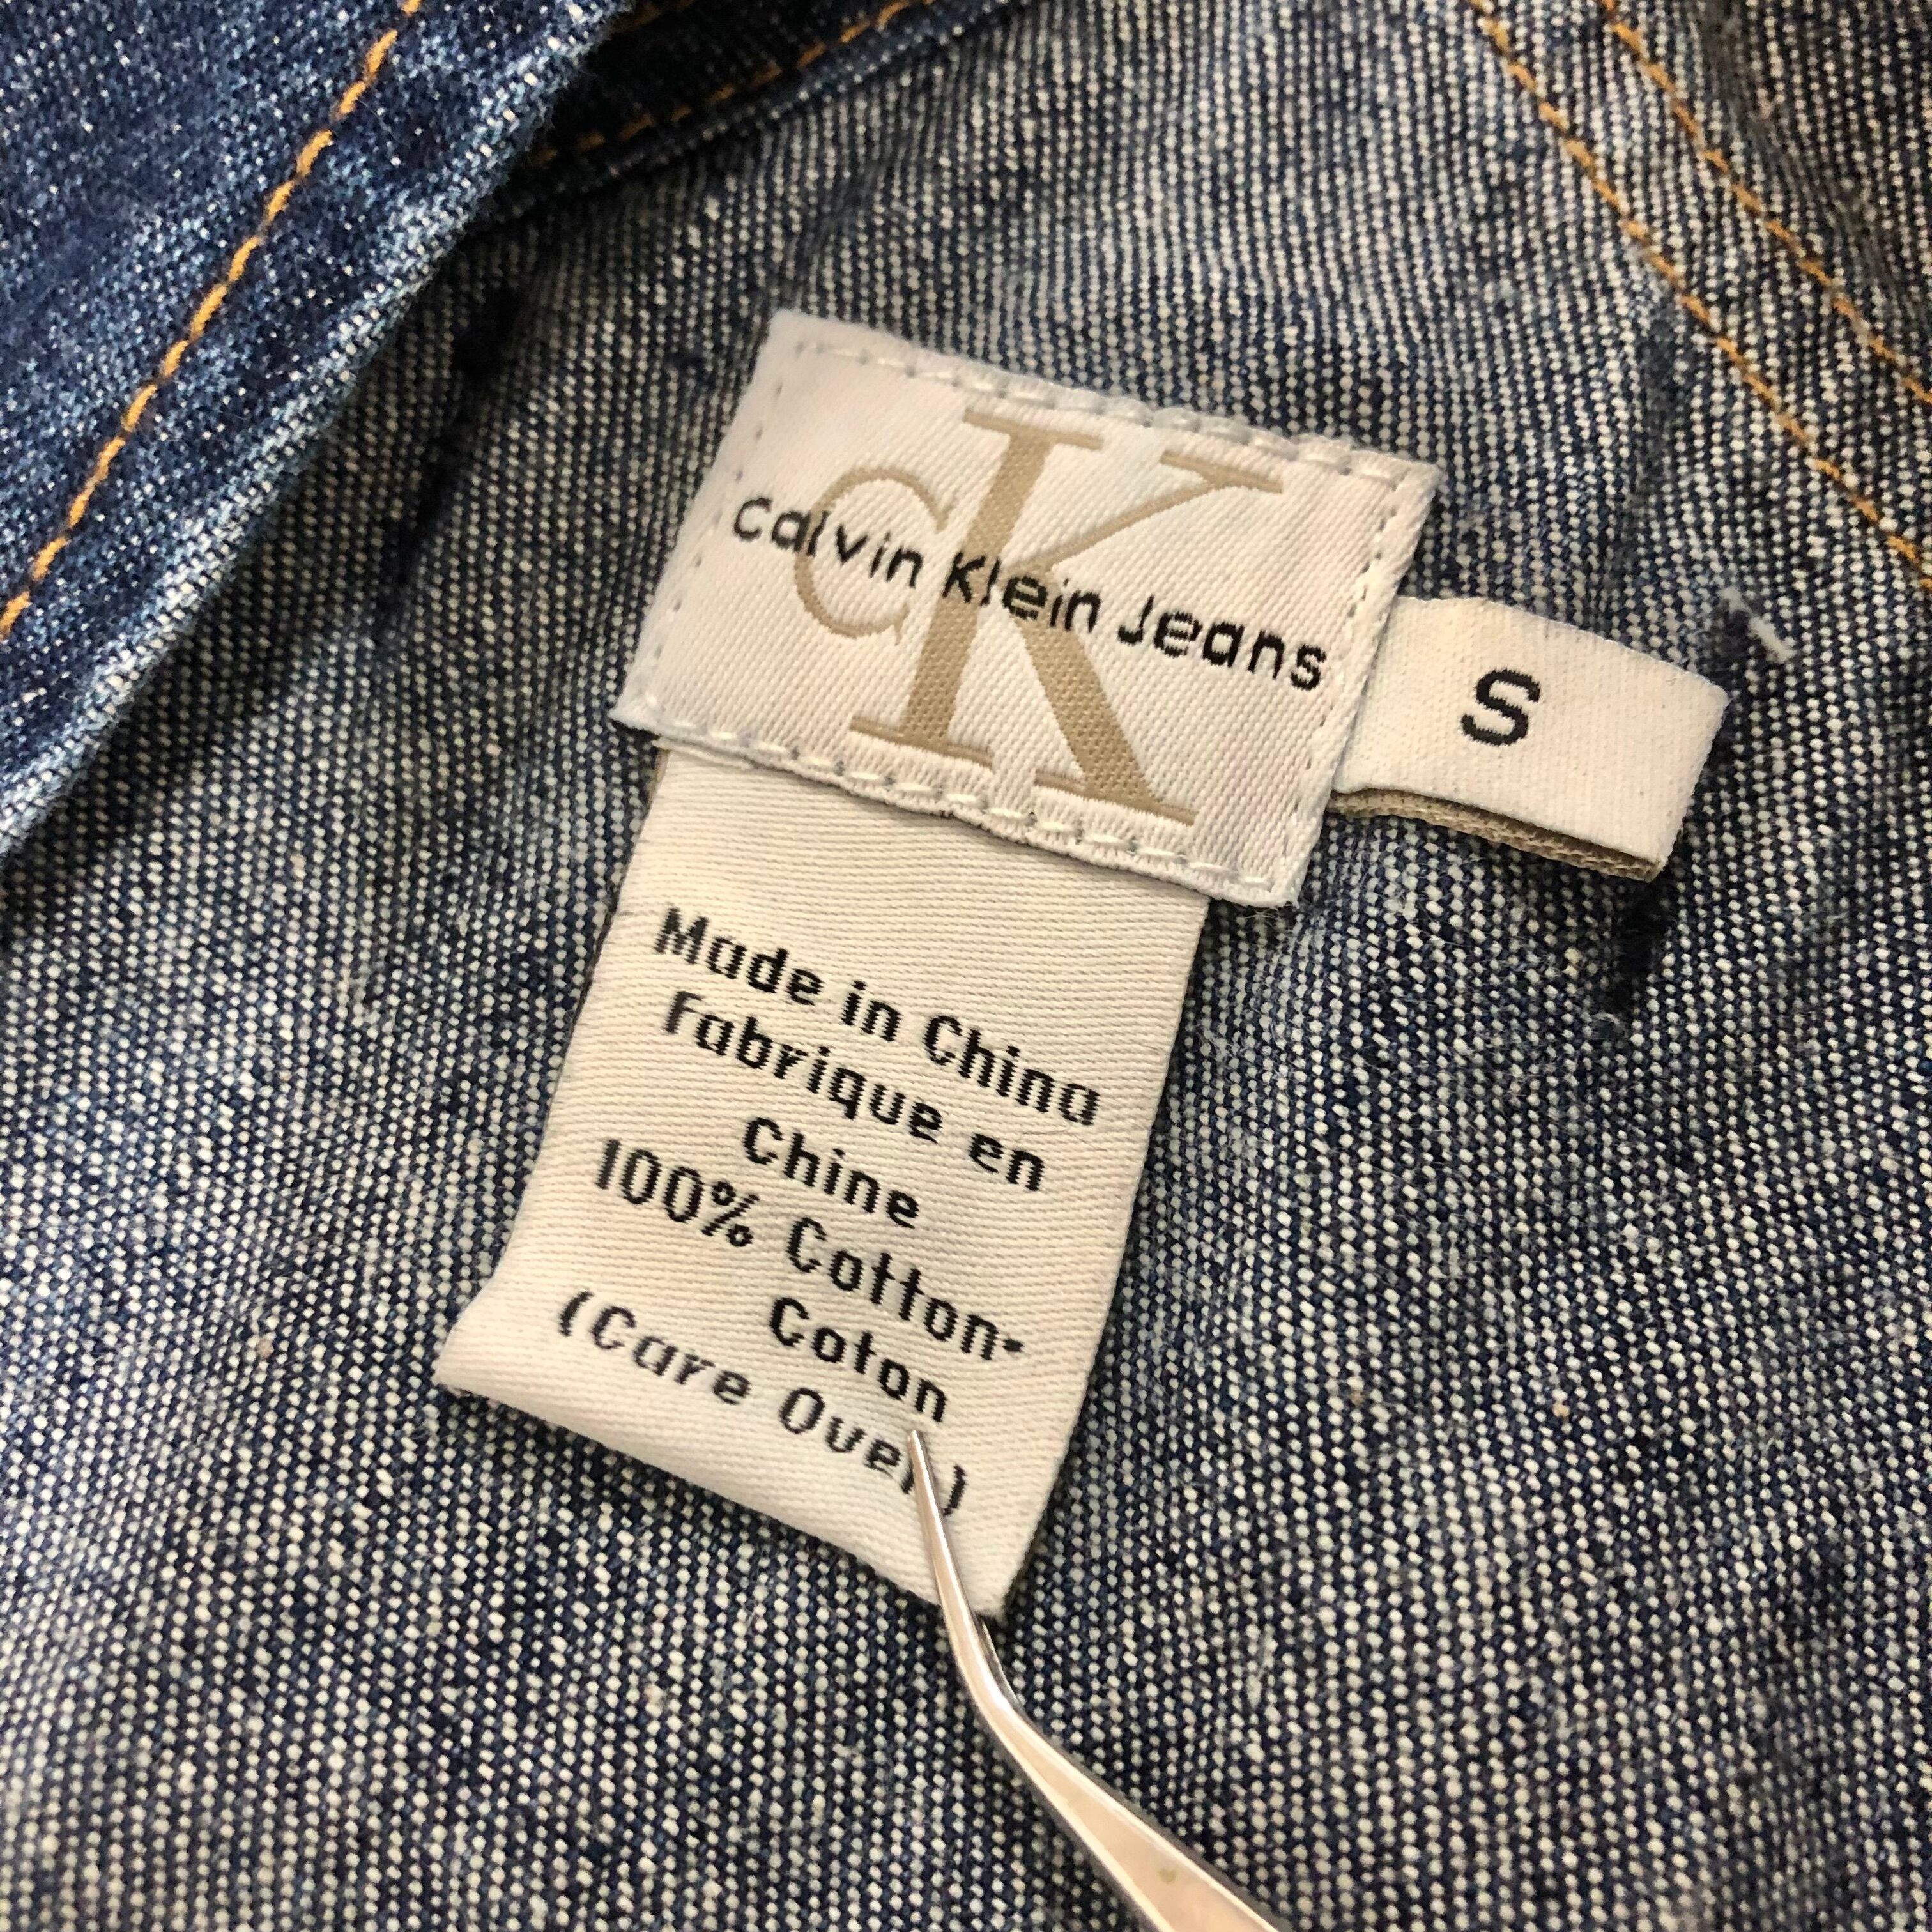 CK
Calvin Klein Jeans
S
Made in China
Fabrique en
Chine
100% Cotton•
Coton
(Care Over)